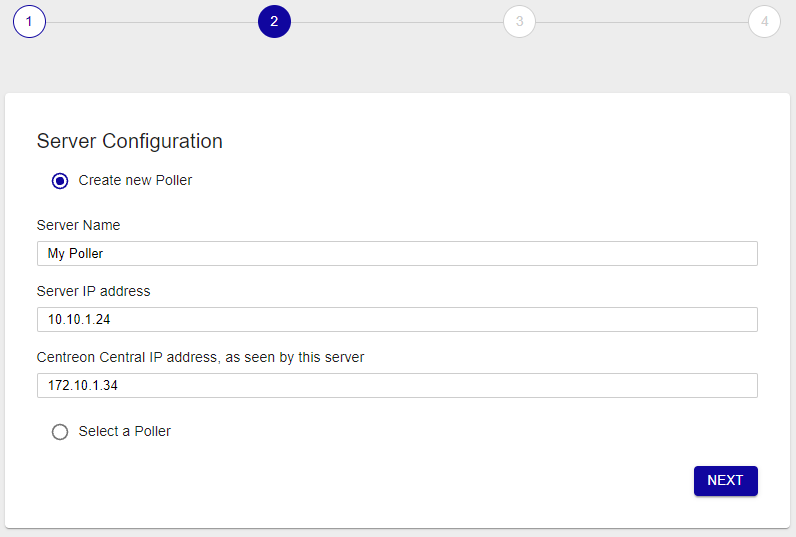 1 2 3 4
Server Configuration
Create new Poller
Server Name
My Poller
Server IP address
10.10.1.24
Centreon Central IP address, as seen by this server
172.10.1.34
Select a Poller
NEXT